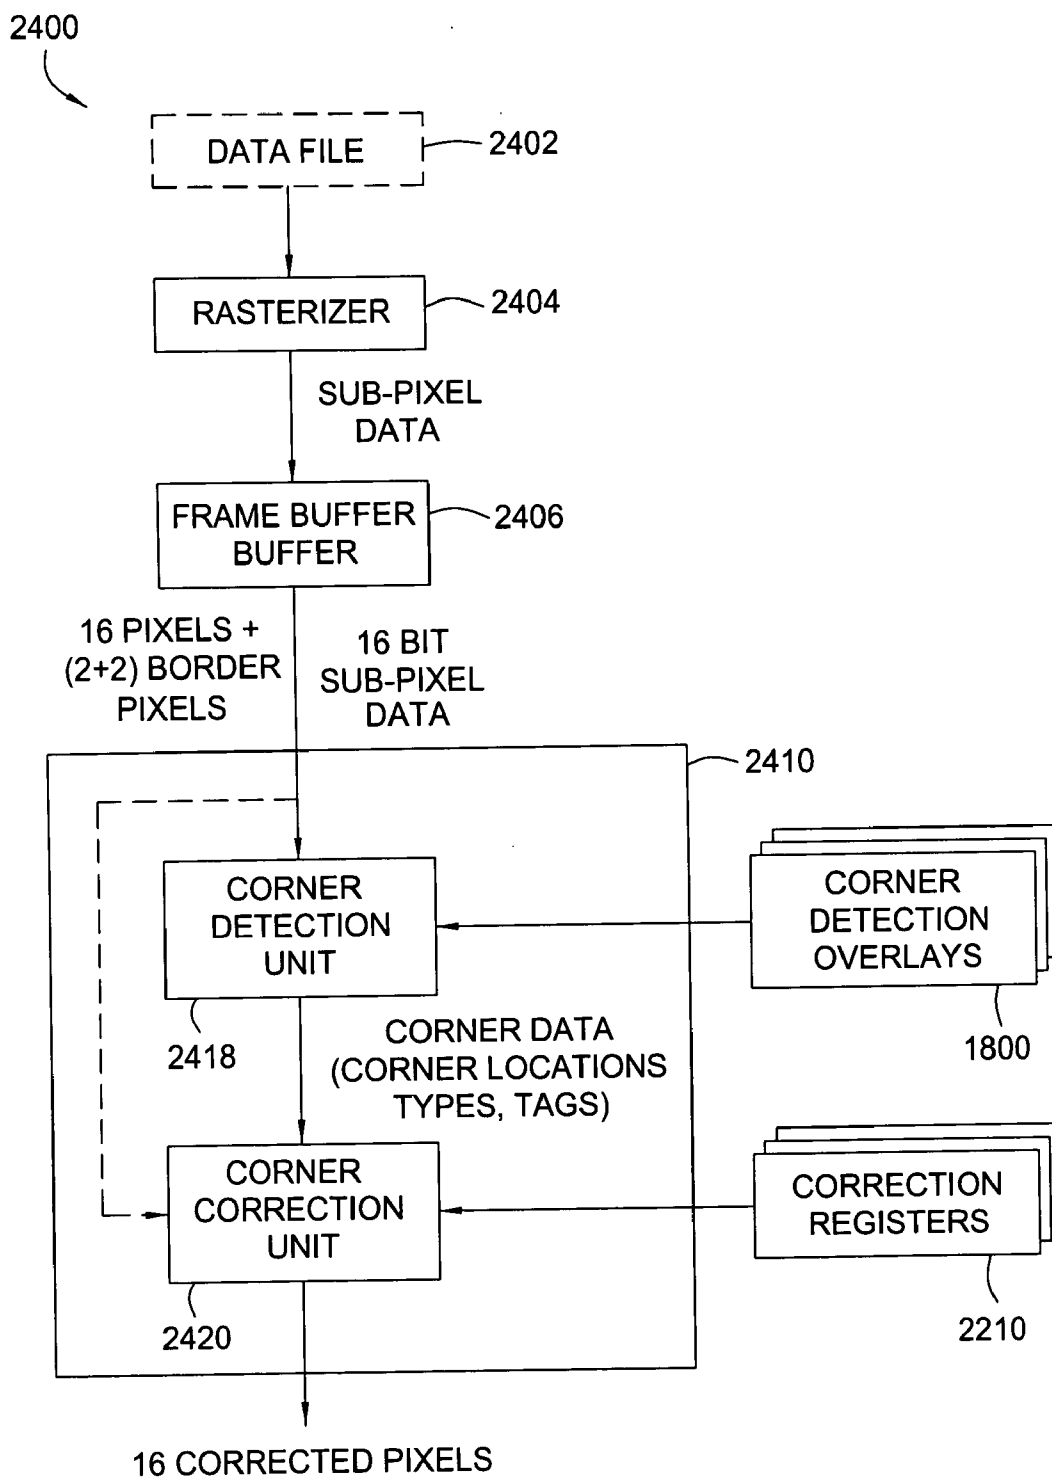 2400
DATA FILE
2402
RASTERIZER
2404
SUB-PIXEL
DATA
FRAME BUFFER
BUFFER
2406
16 PIXELS +
(2+2) BORDER
PIXELS
16 BIT
SUB-PIXEL
DATA
2410
CORNER
DETECTION
UNIT
2418
CORNER
DETECTION
OVERLAYS
1800
CORNER DATA
(CORNER LOCATIONS
TYPES, TAGS)
CORNER
CORRECTION
UNIT
2420
CORRECTION
REGISTERS
2210
16 CORRECTED PIXELS